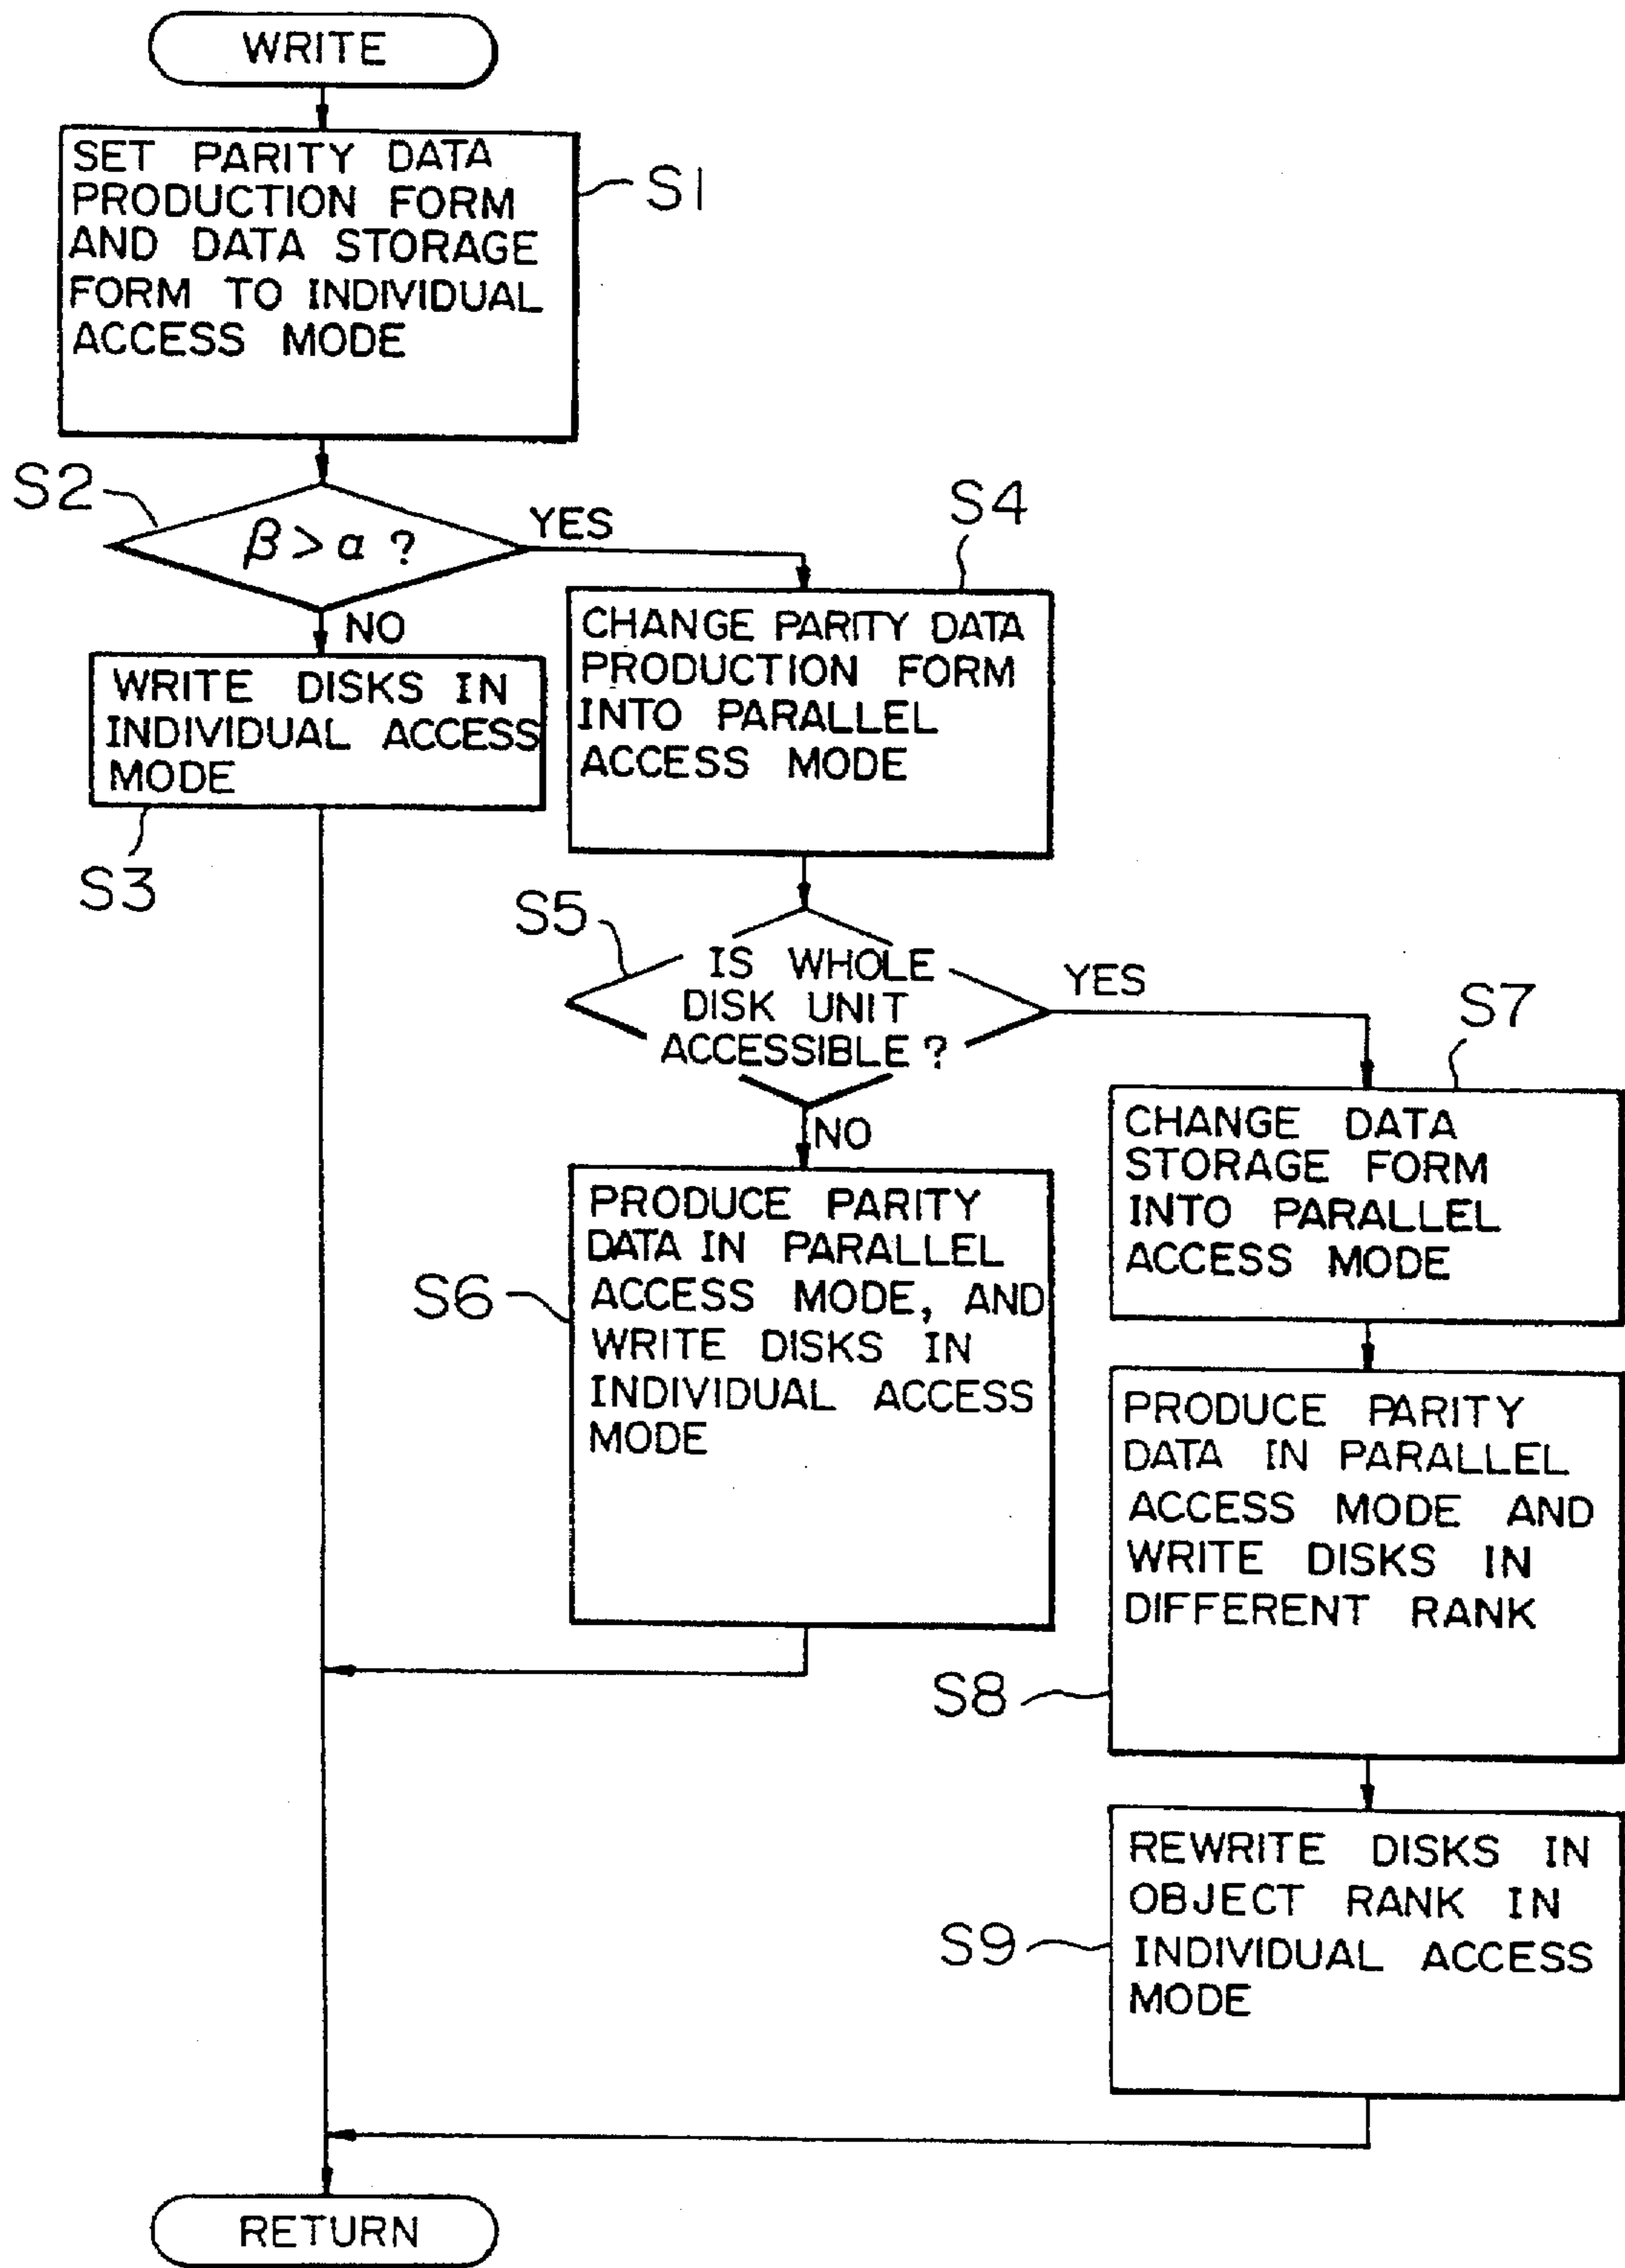 WRITE
SET PARITY DATA
PRODUCTION FORM
AND DATA STORAGE
FORM TO INDIVIDUAL
ACCESS MODE
S1
S2
β>α ?
YES
NO
WRITE DISKS IN
INDIVIDUAL ACCESS
MODE
S3
S4
CHANGE PARITY DATA
PRODUCTION FORM
INTO PARALLEL
ACCESS MODE
S5
IS WHOLE
DISK UNIT
ACCESSIBLE ?
YES
NO
S6
PRODUCE PARITY
DATA IN PARALLEL
ACCESS MODE, AND
WRITE DISKS IN
INDIVIDUAL ACCESS
MODE
S7
CHANGE DATA
STORAGE FORM
INTO PARALLEL
ACCESS MODE
PRODUCE PARITY
DATA IN PARALLEL
ACCESS MODE AND
WRITE DISKS IN
DIFFERENT RANK
S8
REWRITE DISKS IN
OBJECT RANK IN
INDIVIDUAL ACCESS
MODE
S9
RETURN